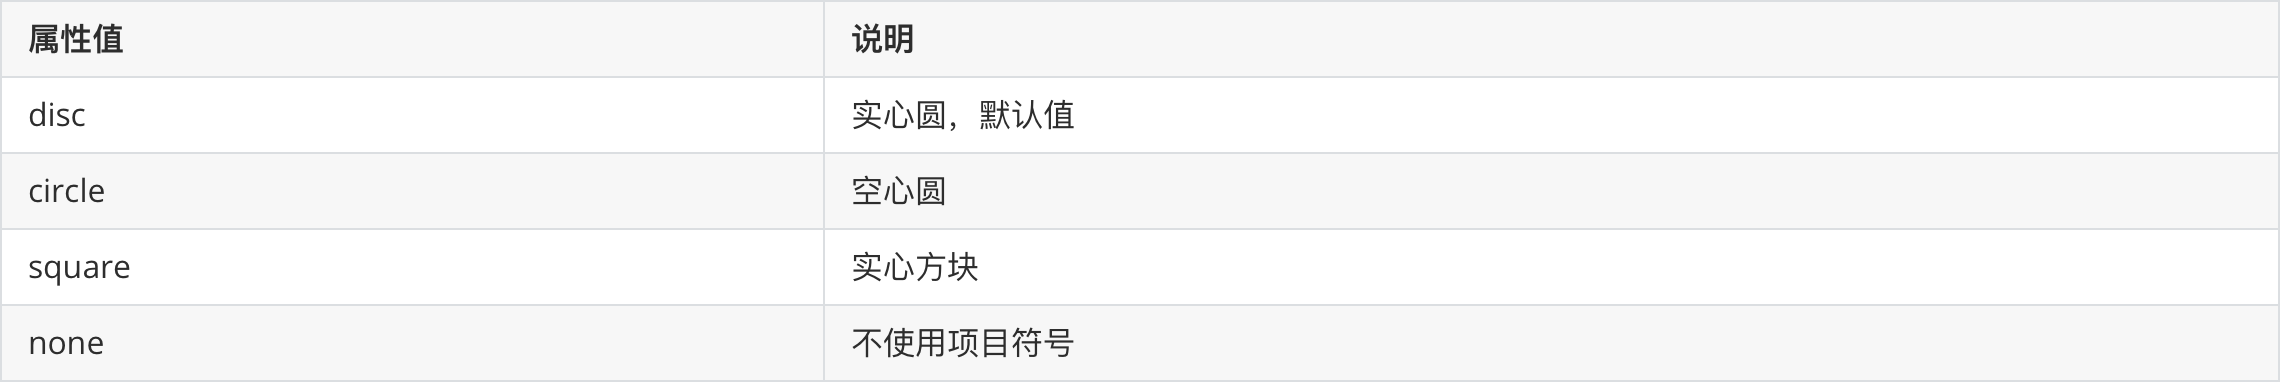 属性值 说明
disc 实心圆，默认值
circle 空心圆
square 实心方块
none 不使用项目符号